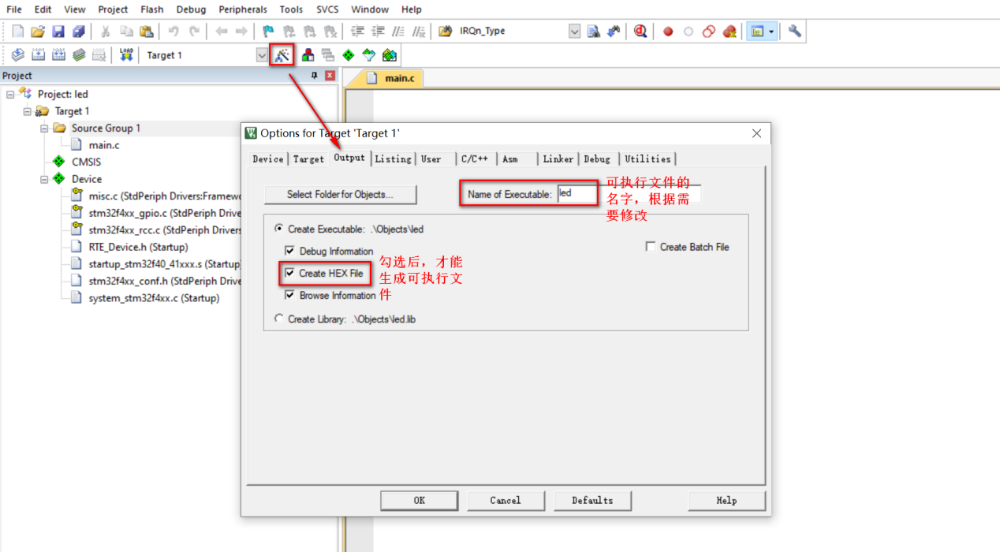 File Edit View Project Flash Debug Peripherals Tools SVCS Window Help
IRQn_Type
LOAD
Target 1
Project
main.c
Project: led
Target 1
Source Group 1
main.c
CMSIS
Device
misc.c (StdPeriph Drivers:Framewo
stm32f4xx_gpio.c (StdPeriph Drive
stm32f4xx_rcc.c (StdPeriph Drivers
RTE_Device.h (Startup)
startup_stm32f40_41xxx.s (Startup)
stm32f4xx_conf.h (StdPeriph Drive
system_stm32f4xx.c (Startup)
Options for Target 'Target 1'
Device Target Output Listing User C/C++ Asm Linker Debug Utilities
Select Folder for Objects...
Name of Executable: led
可执行文件的
名字，根据需
要修改
Create Executable: .\Objects\led
Debug Information
Create HEX File
Browse Information
勾选后，才能
生成可执行文
件
Create Batch File
Create Library: .\Objects\led.lib
OK Cancel Defaults Help